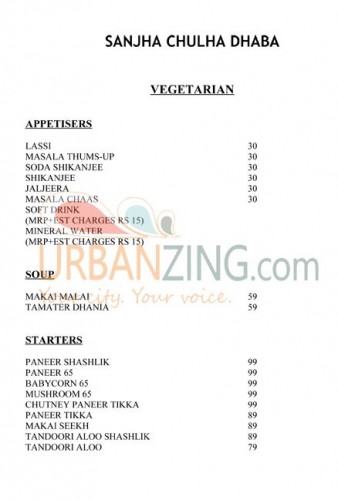 SANJHA CHULHA DHABA
VEGETARIAN
APPETISERS
LASSI 30
MASALA THUMS-UP 30
SODA SHIKANJEE 30
SHIKANJEE 30
JALJEERA 30
MASALA CHAAS 30
SOFT DRINK
(MRP+EST CHARGES RS 15)
MINERAL WATER
(MRP+EST CHARGES RS 15)
URBANZING.com
Your city. Your voice.
SOUP
MAKAI MALAI 59
TAMATER DHANIA 59
STARTERS
PANEER SHASHLIK 99
PANEER 65 99
BABYCORN 65 99
MUSHROOM 65 99
CHUTNEY PANEER TIKKA 99
PANEER TIKKA 89
MAKAI SEEKH 89
TANDOORI ALOO SHASHLIK 89
TANDOORI ALOO 79